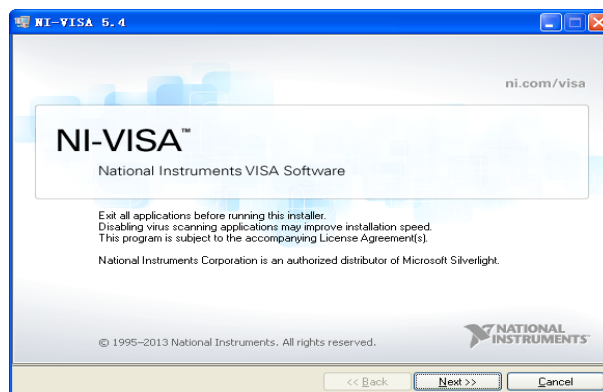 NI-VISA 5.4
ni.com/visa
NI-VISA™
National Instruments VISA Software
Exit all applications before running this installer.
Disabling virus scanning applications may improve installation speed.
This program is subject to the accompanying License Agreement(s).
National Instruments Corporation is an authorized distributor of Microsoft Silverlight.
© 1995–2013 National Instruments. All rights reserved.
NATIONAL
INSTRUMENTS™
<< Back
Next >>
Cancel